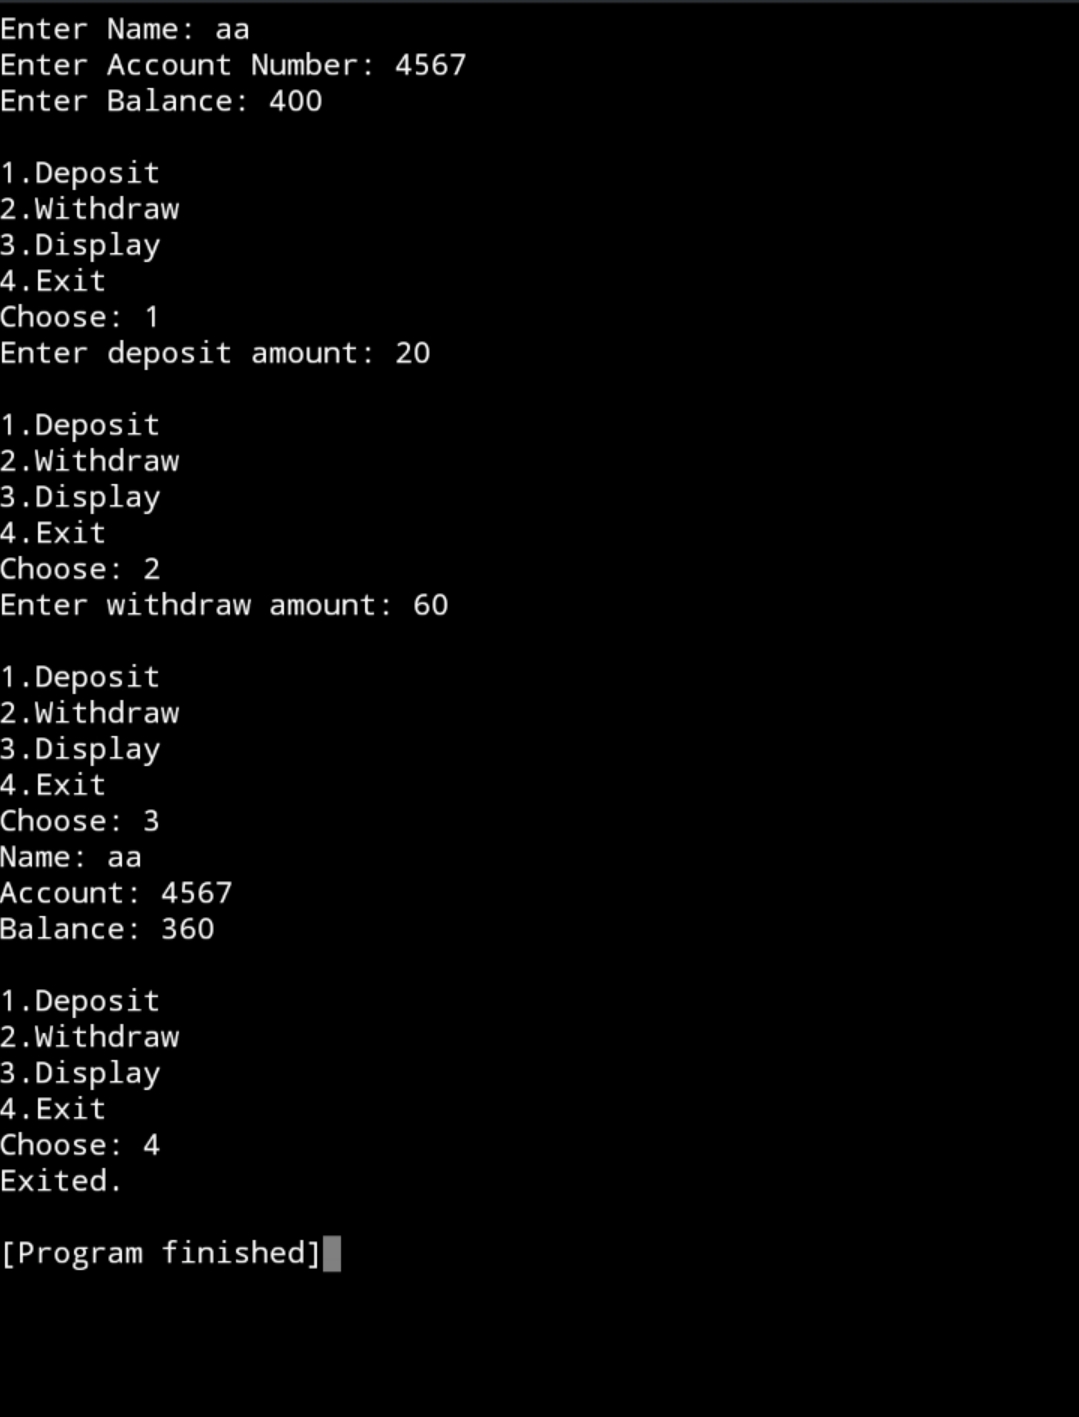 Enter Name: aa
Enter Account Number: 4567
Enter Balance: 400

1.Deposit
2.Withdraw
3.Display
4.Exit
Choose: 1
Enter deposit amount: 20

1.Deposit
2.Withdraw
3.Display
4.Exit
Choose: 2
Enter withdraw amount: 60

1.Deposit
2.Withdraw
3.Display
4.Exit
Choose: 3
Name: aa
Account: 4567
Balance: 360

1.Deposit
2.Withdraw
3.Display
4.Exit
Choose: 4
Exited.

[Program finished]